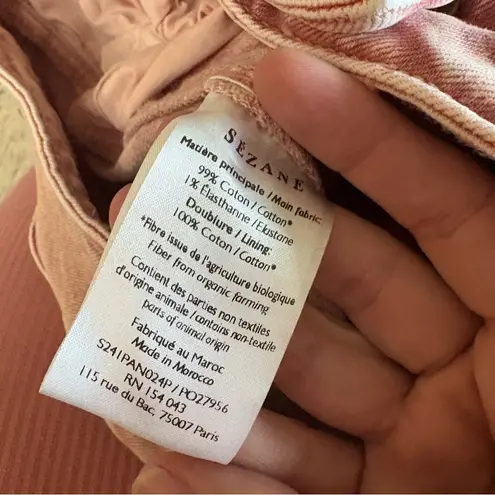 SÉZANE
Matière principale / Main fabric:
99% Coton / Cotton*
1% Élasthanne / Elastane
Doublure / Lining:
100% Coton / Cotton*
*Fibre issue de l'agriculture biologique
Fiber from organic farming
Contient des parties non textiles
d'origine animale / contains non-textile
parts of animal origin
Fabriqué au Maroc
Made in Morocco
S241PAN024P / PO27956
RN 154 043
115 rue du Bac, 75007 Paris